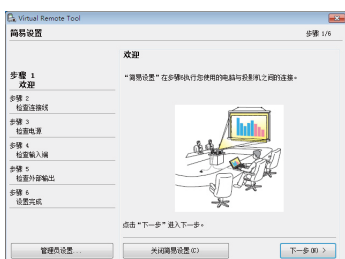 Virtual Remote Tool
简易设置
步骤 1/6
欢迎
步骤 1
欢迎
步骤 2
检查连接线
步骤 3
检查电源
步骤 4
检查输入端
步骤 5
检查外部输出
步骤 6
设置完成
“简易设置”在步骤6执行您使用的电脑与投影机之间的连接。
点击“下一步”进入下一步。
管理员设置...
关闭简易设置(C)
下一步(N) >